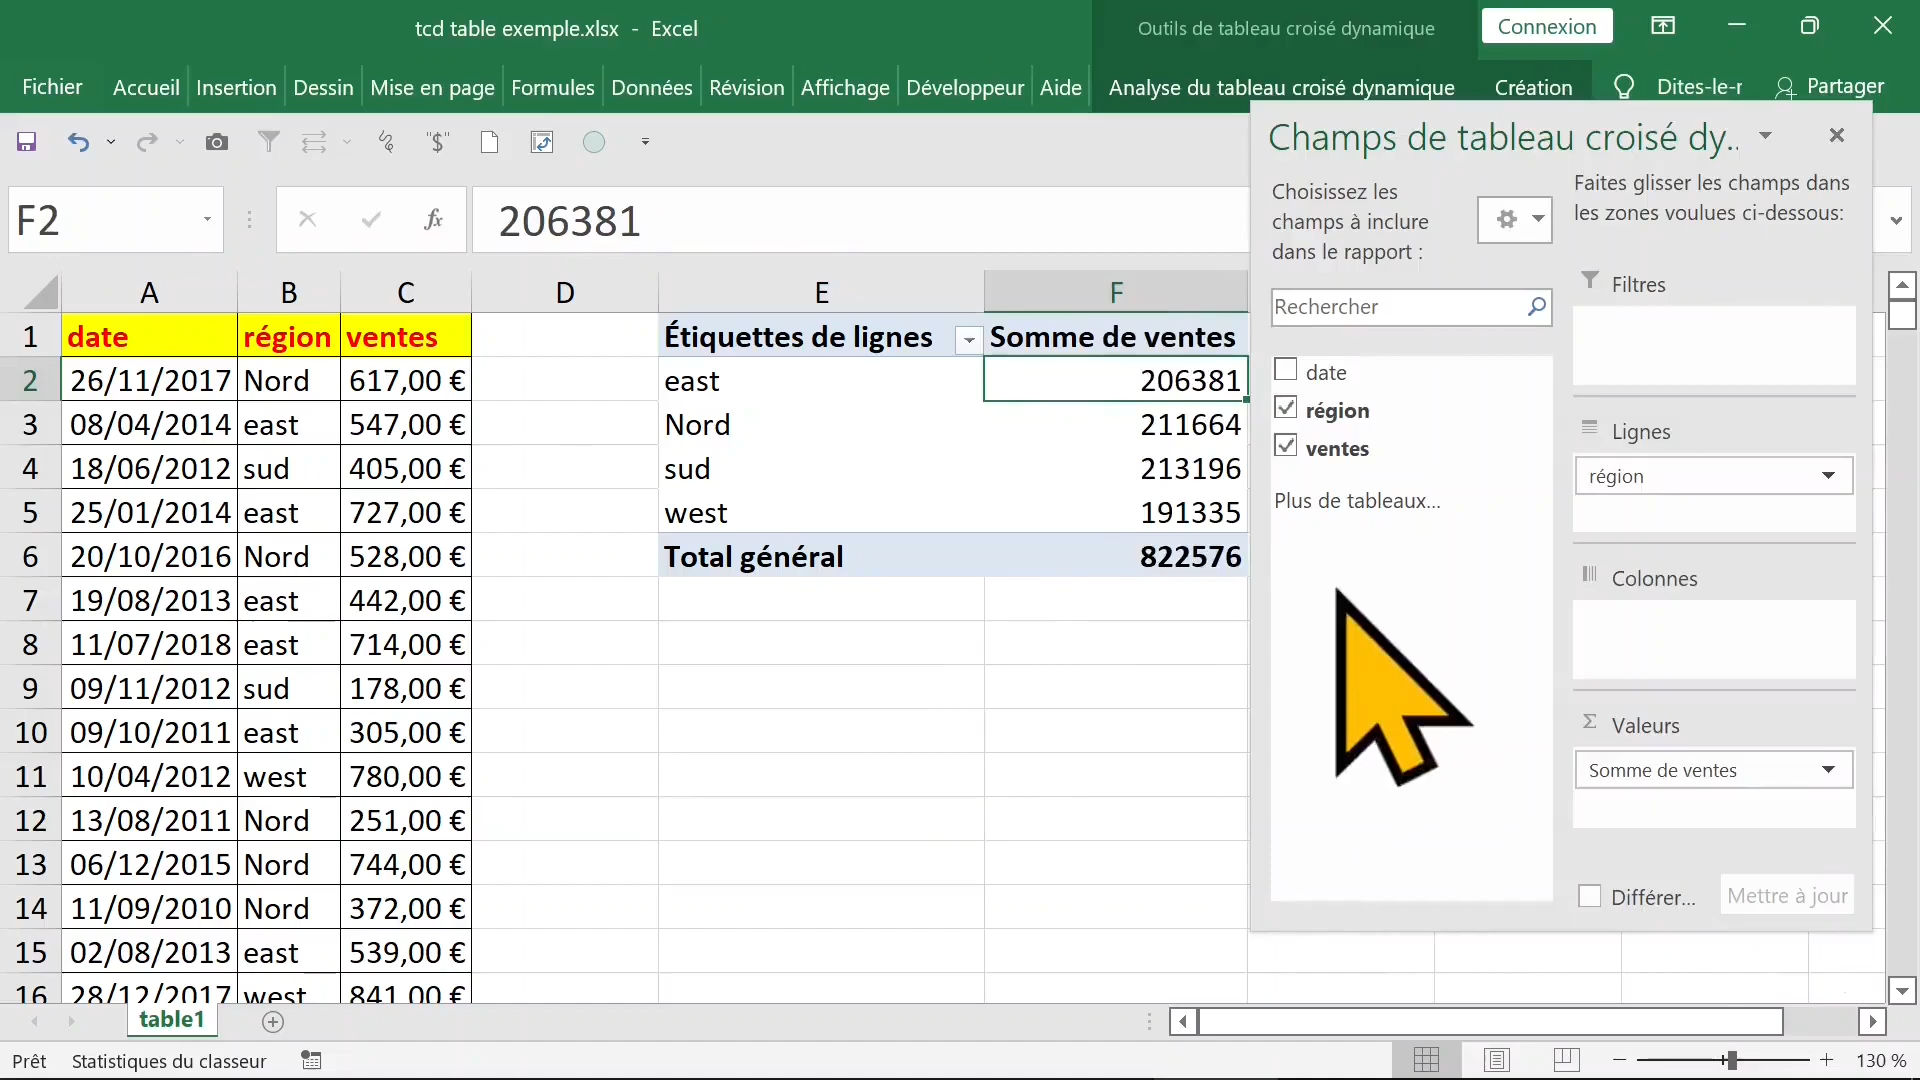 tcd table exemple.xlsx - Excel
Outils de tableau croisé dynamique
Connexion
Fichier Accueil Insertion Dessin Mise en page Formules Données Révision Affichage Développeur Aide Analyse du tableau croisé dynamique Création Dites-le-r Partager
"$"
F2 fx 206381
Champs de tableau croisé dy..
Choisissez les
champs à inclure
dans le rapport :
Rechercher
date
région
ventes
Plus de tableaux...
Faites glisser les champs dans
les zones voulues ci-dessous:
Filtres
Lignes
région
Colonnes
Σ Valeurs
Somme de ventes
Différer...
Mettre à jour
A B C D E F
1 date région ventes Étiquettes de lignes Somme de ventes
2 26/11/2017 Nord 617,00 € east 206381
3 08/04/2014 east 547,00 € Nord 211664
4 18/06/2012 sud 405,00 € sud 213196
5 25/01/2014 east 727,00 € west 191335
6 20/10/2016 Nord 528,00 € Total général 822576
7 19/08/2013 east 442,00 €
8 11/07/2018 east 714,00 €
9 09/11/2012 sud 178,00 €
10 09/10/2011 east 305,00 €
11 10/04/2012 west 780,00 €
12 13/08/2011 Nord 251,00 €
13 06/12/2015 Nord 744,00 €
14 11/09/2010 Nord 372,00 €
15 02/08/2013 east 539,00 €
16 28/12/2017 west 841,00 €
table1
Prêt Statistiques du classeur 130 %